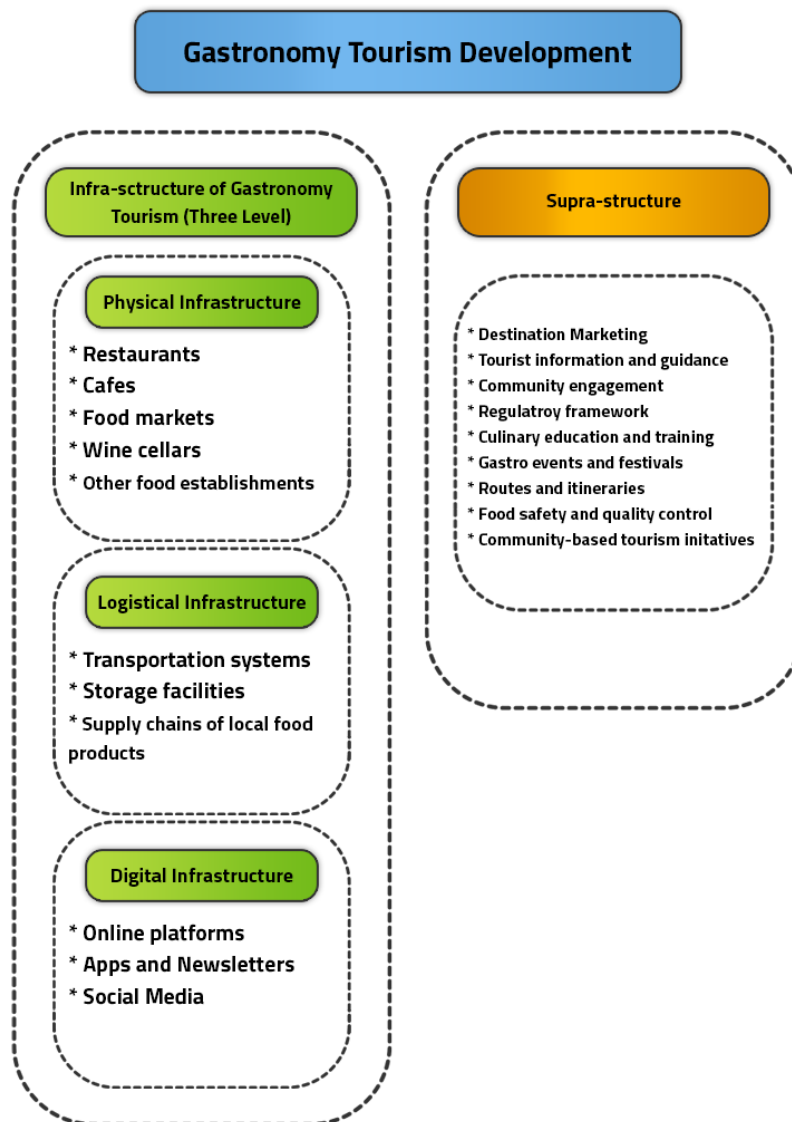 Gastronomy Tourism Development
Infra-sctructure of Gastronomy
Tourism (Three Level)
Physical Infrastructure
* Restaurants
* Cafes
* Food markets
* Wine cellars
* Other food establishments
Logistical Infrastructure
* Transportation systems
* Storage facilities
* Supply chains of local food
products
Digital Infrastructure
* Online platforms
* Apps and Newsletters
* Social Media
Supra-structure
* Destination Marketing
* Tourist information and guidance
* Community engagement
* Regulatroy framework
* Culinary education and training
* Gastro events and festivals
* Routes and itineraries
* Food safety and quality control
* Community-based tourism initatives